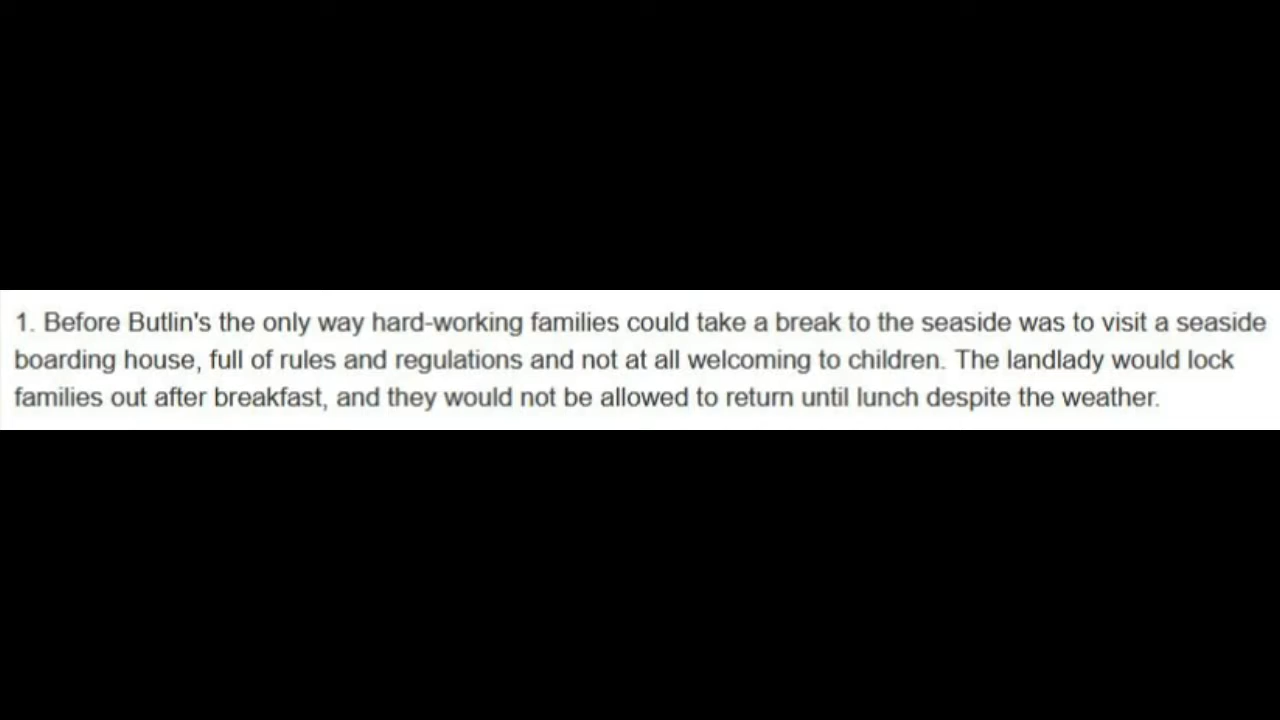 1. Before Butlin's the only way hard-working families could take a break to the seaside was to visit a seaside
boarding house, full of rules and regulations and not at all welcoming to children. The landlady would lock
families out after breakfast, and they would not be allowed to return until lunch despite the weather.